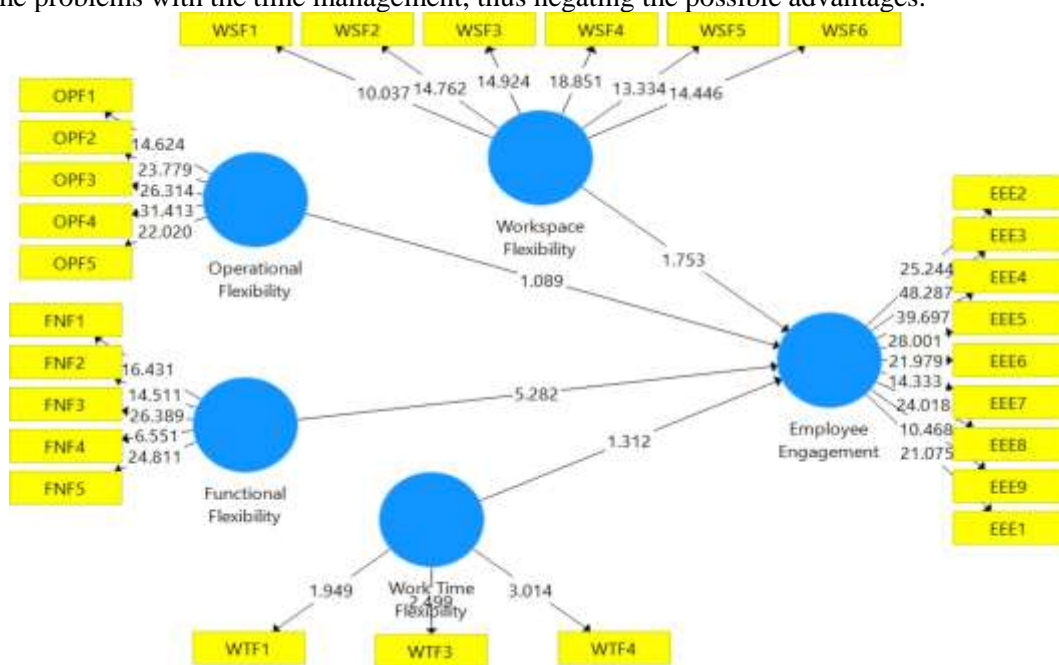 ne problems with the time management, thus negating the possible advantages.
WSF1 WSF2 WSF3 WSF4 WSF5 WSF6
10.037 14.762 14.924 18.851 13.334 14.446
OPF1
OPF2
OPF3
OPF4
OPF5
14.624
23.779
26.314
31.413
22.020
Operational
Flexibility
Workspace
Flexibility
1.753
1.089
EEE2
EEE3
EEE4
EEE5
EEE6
EEE7
EEE8
EEE9
EEE1
25.244
48.287
39.697
28.001
21.979
14.333
24.018
10.468
21.075
Employee
Engagement
FNF1
FNF2
FNF3
FNF4
FNF5
16.431
14.511
26.389
6.551
24.811
Functional
Flexibility
5.282
1.312
Work Time
Flexibility
1.949 2.499 3.014
WTF1 WTF3 WTF4